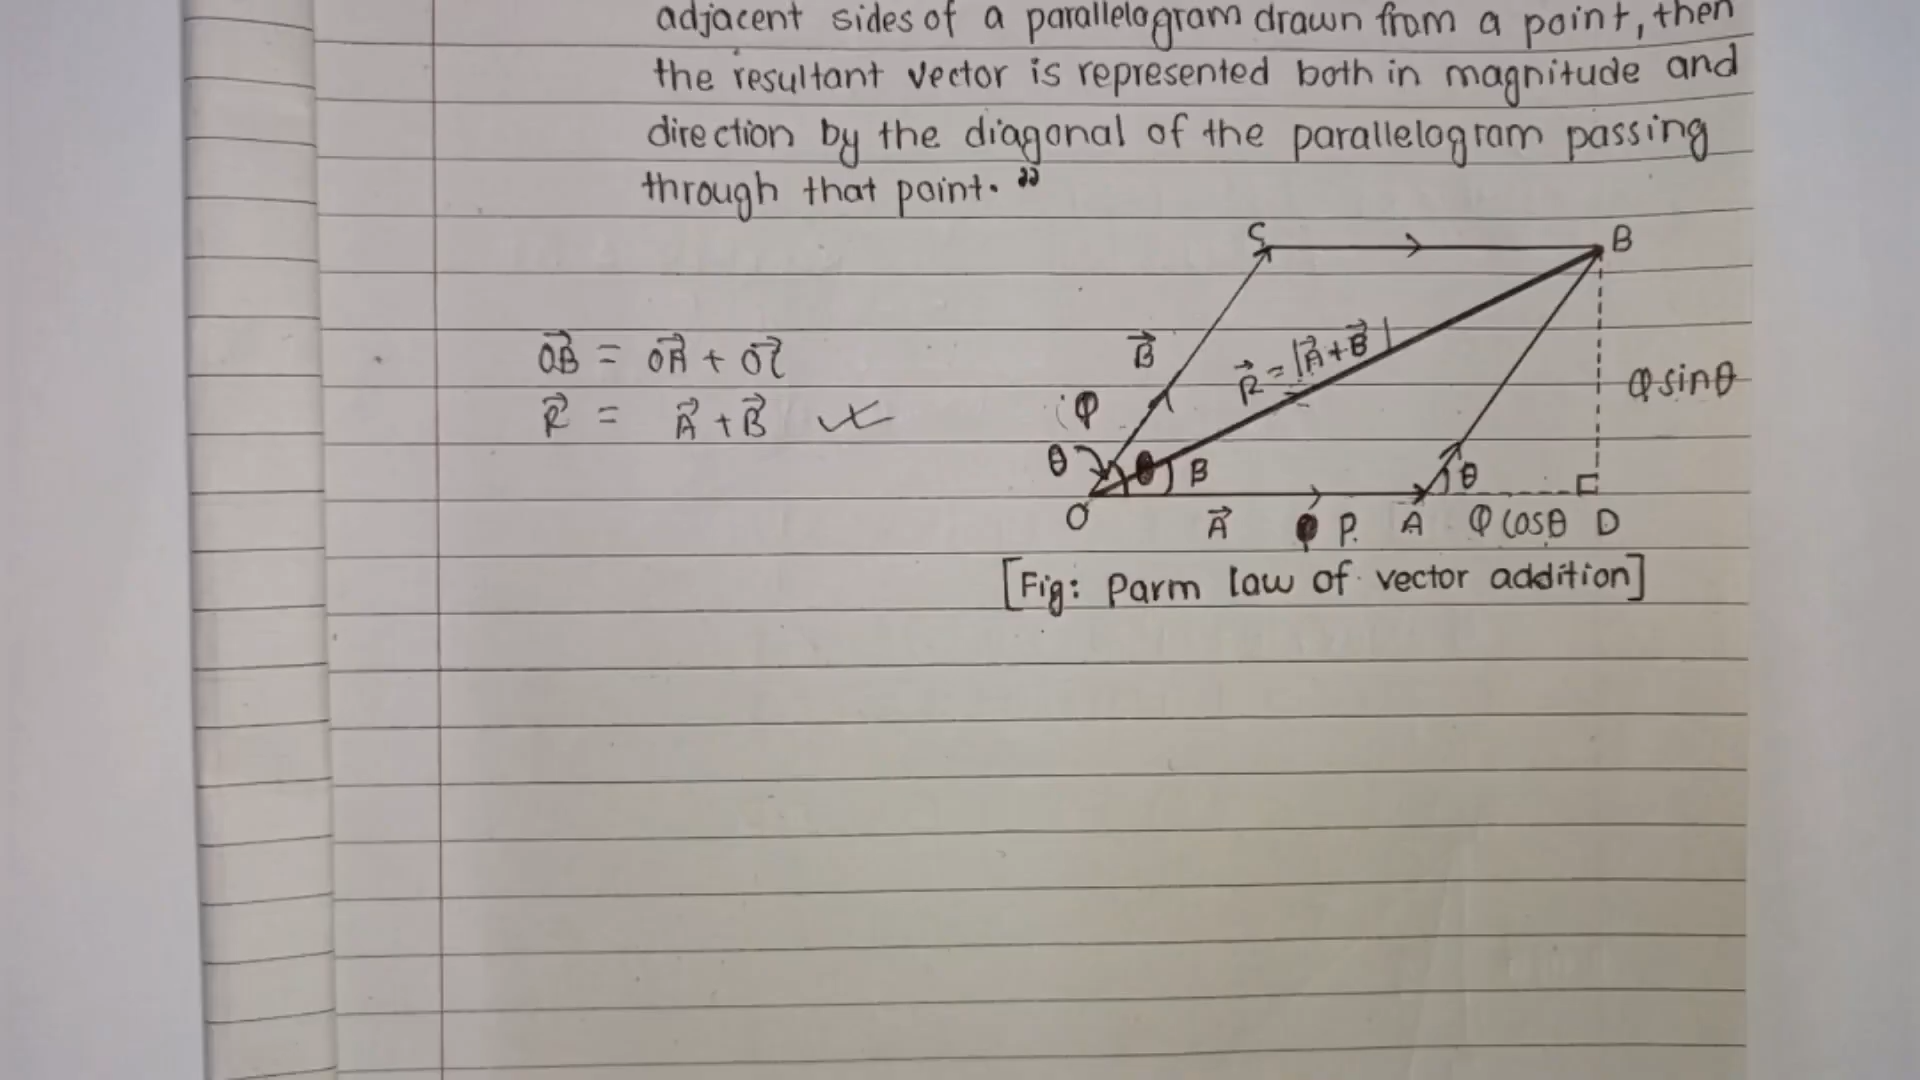 adjacent sides of a parallelogram drawn from a point, then
the resultant vector is represented both in magnitude and
direction by the diagonal of the parallelogram passing
through that point. ”
C
B
OB⃗ = OA⃗ + OC⃗
B⃗
R⃗ = |A⃗+B⃗|
Q sinθ
R⃗ = A⃗ + B⃗
Q
θ
B
θ
O
A⃗
P.
A
Q cosθ
D
[Fig: Parm law of vector addition]